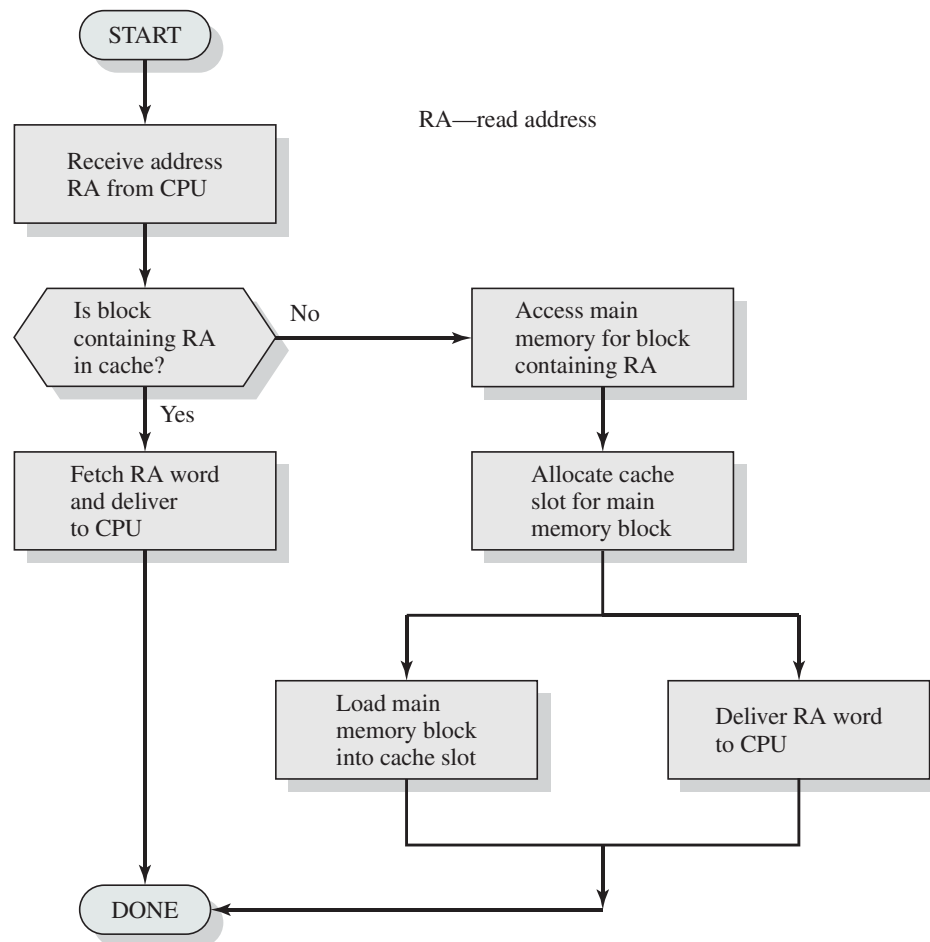 START
RA—read address
Receive address
RA from CPU
Is block
containing RA
in cache?
No
Yes
Access main
memory for block
containing RA
Fetch RA word
and deliver
to CPU
Allocate cache
slot for main
memory block
Load main
memory block
into cache slot
Deliver RA word
to CPU
DONE